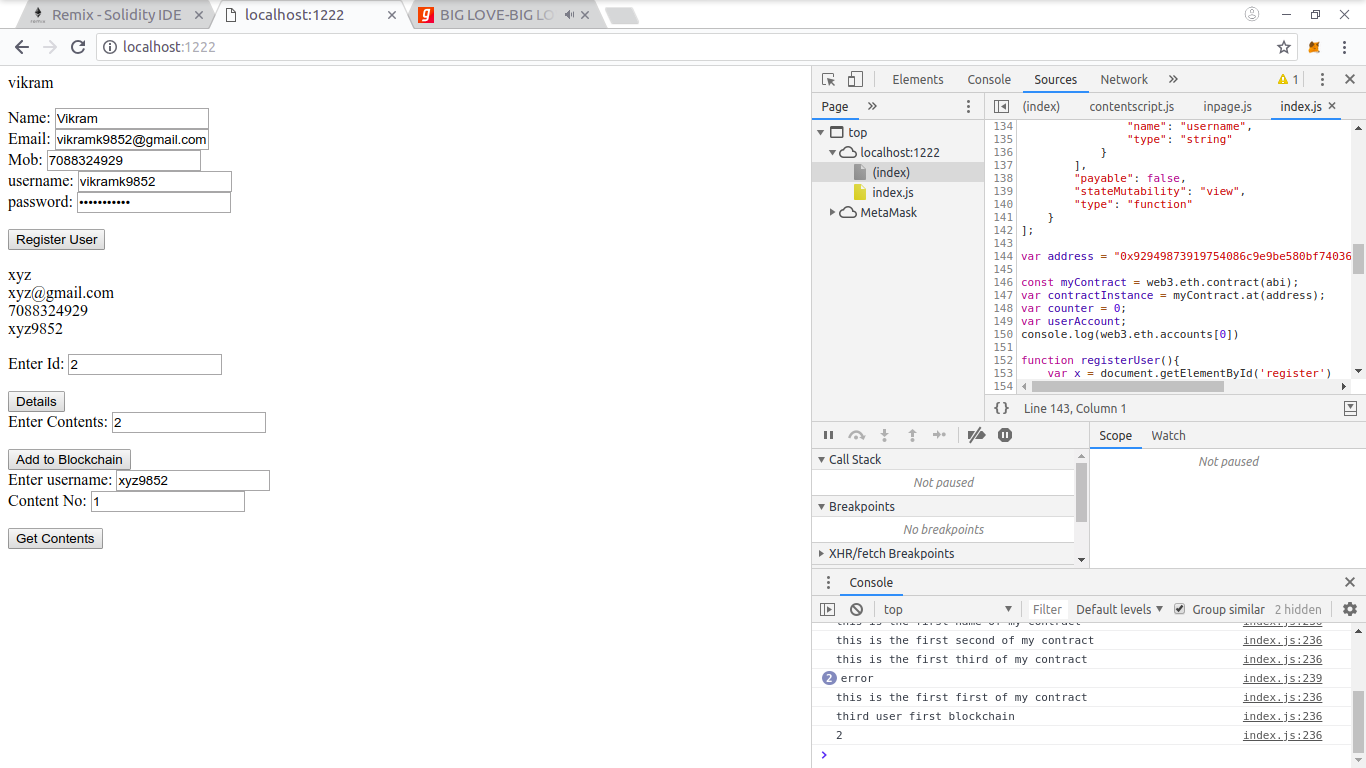 Remix - Solidity IDE
localhost:1222
BIG LOVE-BIG LO
localhost:1222
vikram
Name: Vikram
Email: vikramk9852@gmail.com
Mob: 7088324929
username: vikramk9852
password: •••••••••••
Register User
xyz
xyz@gmail.com
7088324929
xyz9852
Enter Id: 2
Details
Enter Contents: 2
Add to Blockchain
Enter username: xyz9852
Content No: 1
Get Contents
Elements Console Sources Network » 1
Page »
top
localhost:1222
(index)
index.js
MetaMask
(index) contentscript.js inpage.js index.js
134 "name": "username",
135 "type": "string"
136 }
137 ],
138 "payable": false,
139 "stateMutability": "view",
140 "type": "function"
141 }
142 ];
143
144 var address = "0x92949873919754086c9e9be580bf74036
145
146 const myContract = web3.eth.contract(abi);
147 var contractInstance = myContract.at(address);
148 var counter = 0;
149 var userAccount;
150 console.log(web3.eth.accounts[0])
151
152 function registerUser(){
153 var x = document.getElementById('register')
154
{} Line 143, Column 1
Call Stack
Not paused
Breakpoints
No breakpoints
XHR/fetch Breakpoints
Scope Watch
Not paused
Console
top Filter Default levels Group similar 2 hidden
this is the first name of my contract index.js:236
this is the first second of my contract index.js:236
this is the first third of my contract index.js:236
2 error index.js:239
this is the first first of my contract index.js:236
third user first blockchain index.js:236
2 index.js:236